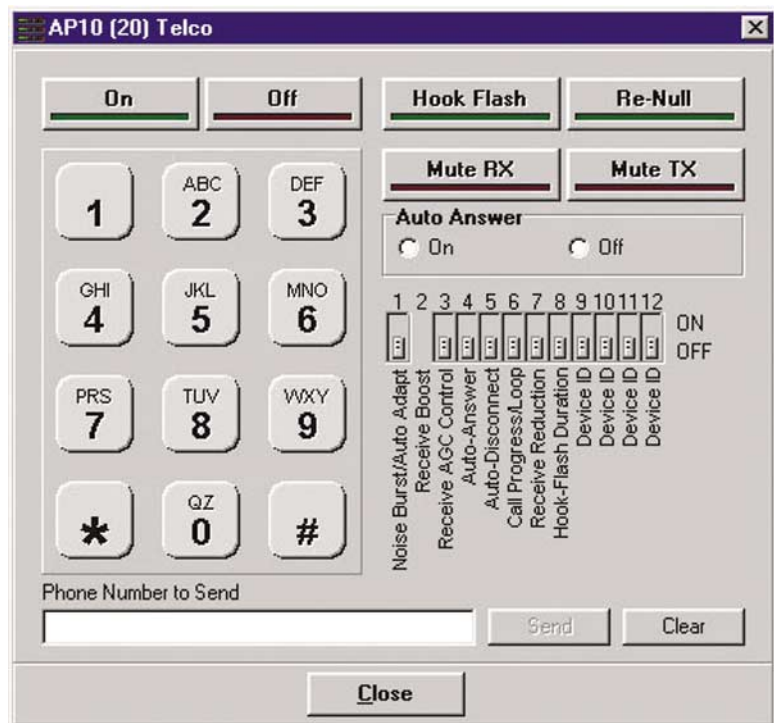 AP10 (20) Telco
On Off Hook Flash Re-Null
Mute RX Mute TX
1
ABC
2
DEF
3
GHI
4
JKL
5
MNO
6
PRS
7
TUV
8
WXY
9
*
QZ
0
#
Auto Answer
On Off
1 2 3 4 5 6 7 8 9 10 11 12
ON
OFF
Noise Burst/Auto Adapt
Receive Boost
Receive AGC Control
Auto-Answer
Auto-Disconnect
Call Progress/Loop
Receive Reduction
Hook-Flash Duration
Device ID
Device ID
Device ID
Device ID
Phone Number to Send
Send Clear
Close